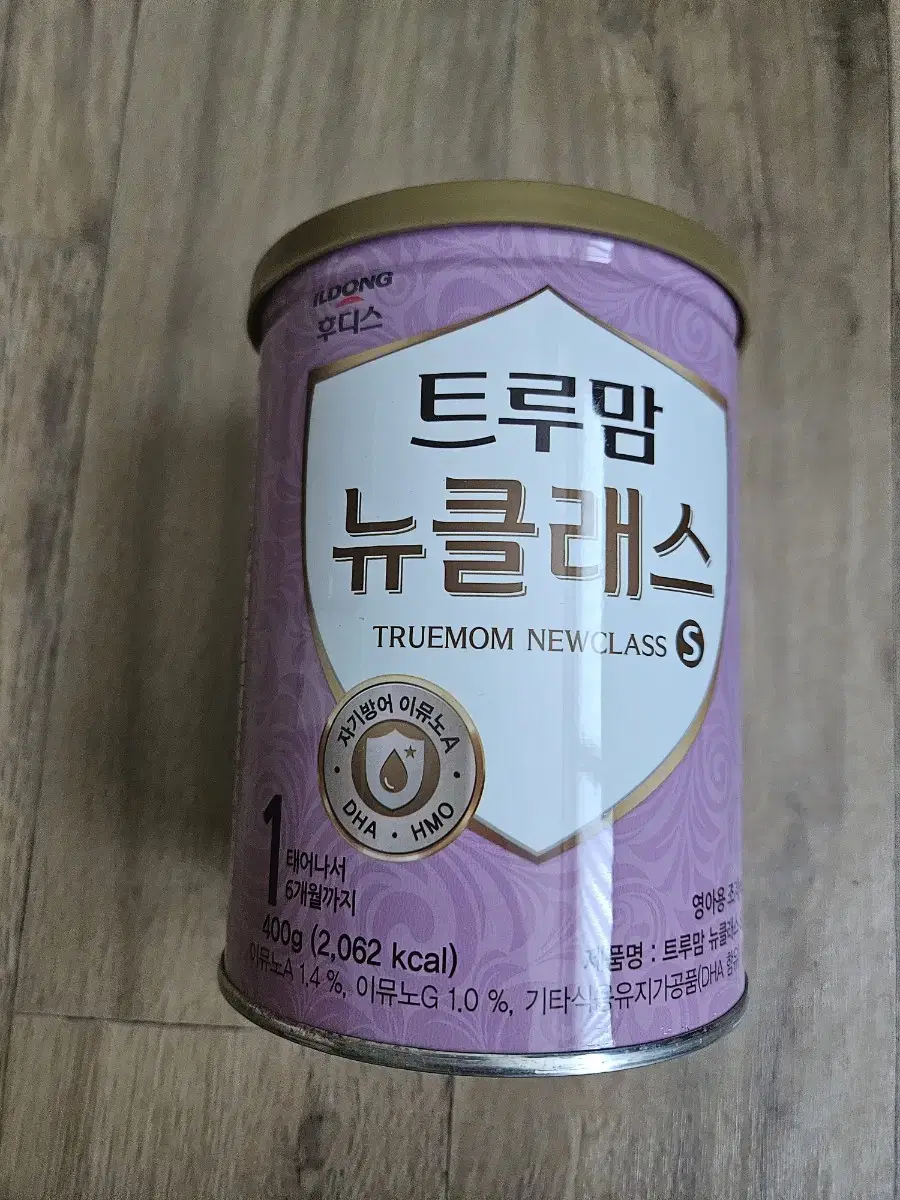 ILDONG
후디스
트루맘
뉴클래스
TRUEMOM NEWCLASS S
자기방어 이뮤노A
DHA · HMO
1 태어나서
6개월까지
400g (2,062 kcal)
영아용
제품명 : 트루맘 뉴클래스
이뮤노A 1.4 %, 이뮤노G 1.0 %, 기타식용유지가공품(DHA 함유